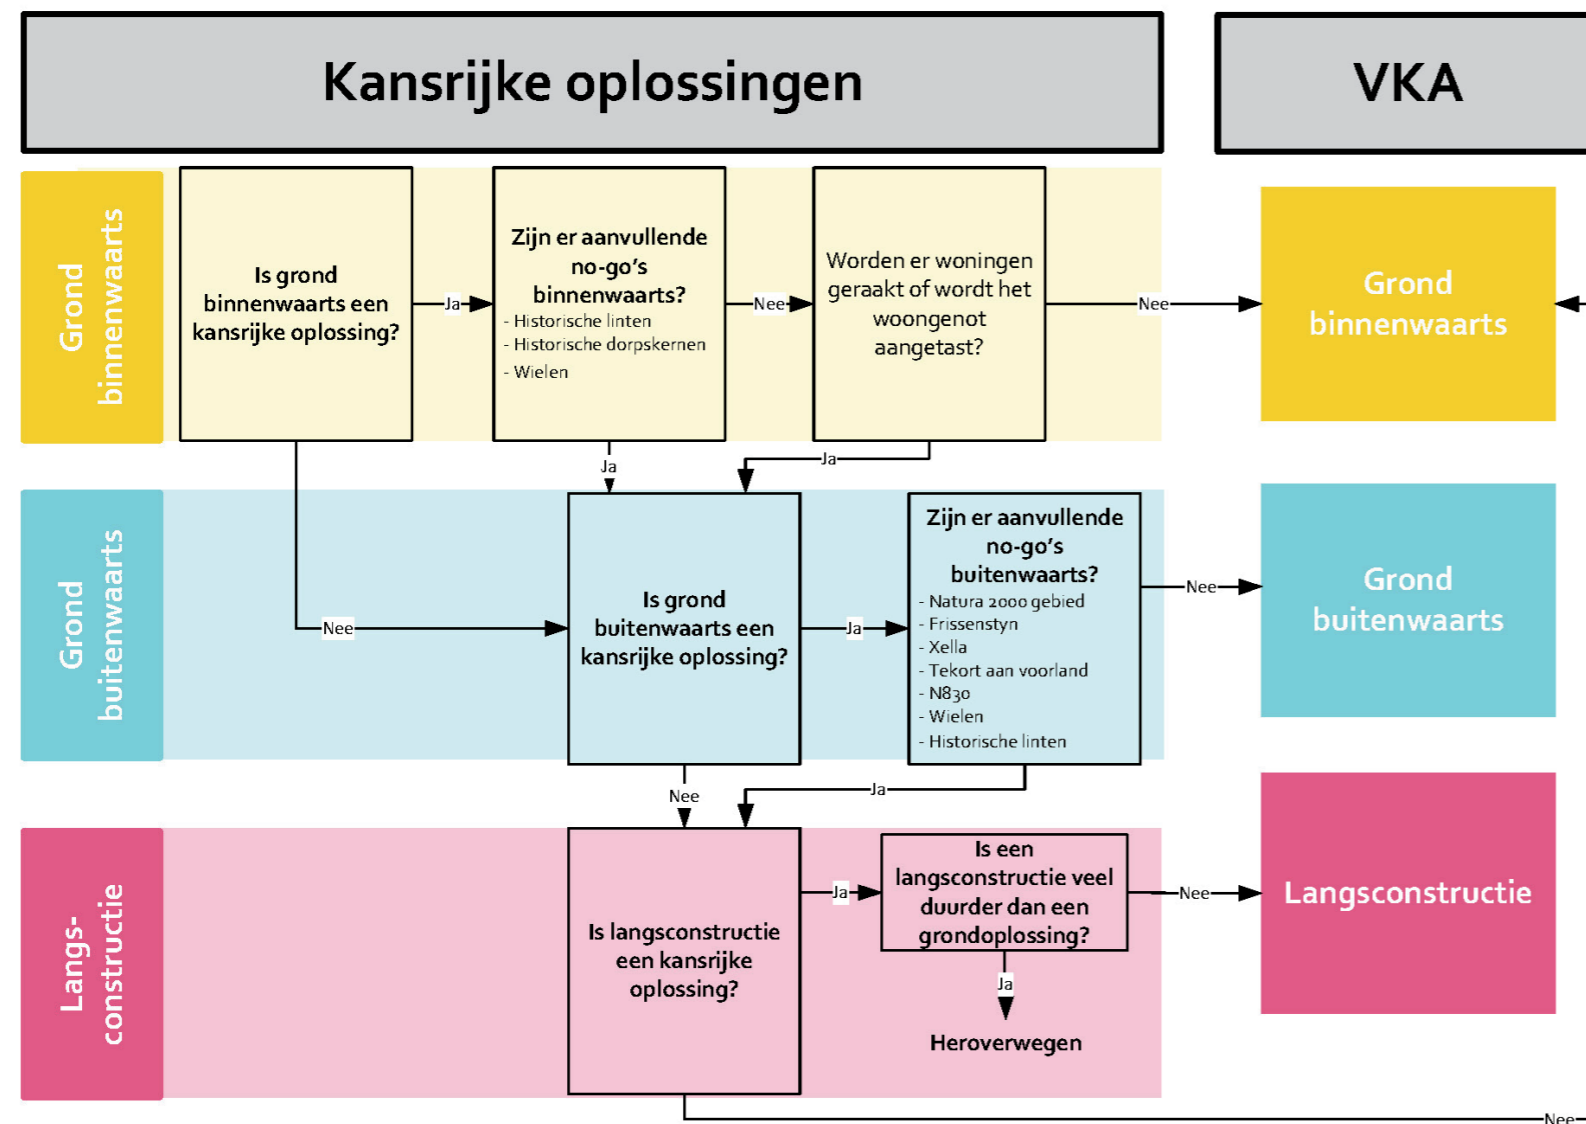 Kansrijke oplossingen
VKA
Grond
binnenwaarts
Is grond
binnenwaarts een
kansrijke oplossing?
Ja
Zijn er aanvullende
no-go's
binnenwaarts?
- Historische linten
- Historische dorpskernen
- Wielen
Nee
Worden er woningen
geraakt of wordt het
woongenot
aangetast?
Nee
Grond
binnenwaarts
Ja
Ja
Grond
buitenwaarts
Nee
Is grond
buitenwaarts een
kansrijke oplossing?
Ja
Zijn er aanvullende
no-go's
buitenwaarts?
- Natura 2000 gebied
- Frissenstyn
- Xella
- Tekort aan voorland
- N830
- Wielen
- Historische linten
Nee
Grond
buitenwaarts
Nee
Ja
Langs-
constructie
Is langsconstructie
een kansrijke
oplossing?
Ja
Is een
langsconstructie veel
duurder dan een
grondoplossing?
Nee
Langsconstructie
Ja
Heroverwegen
Nee